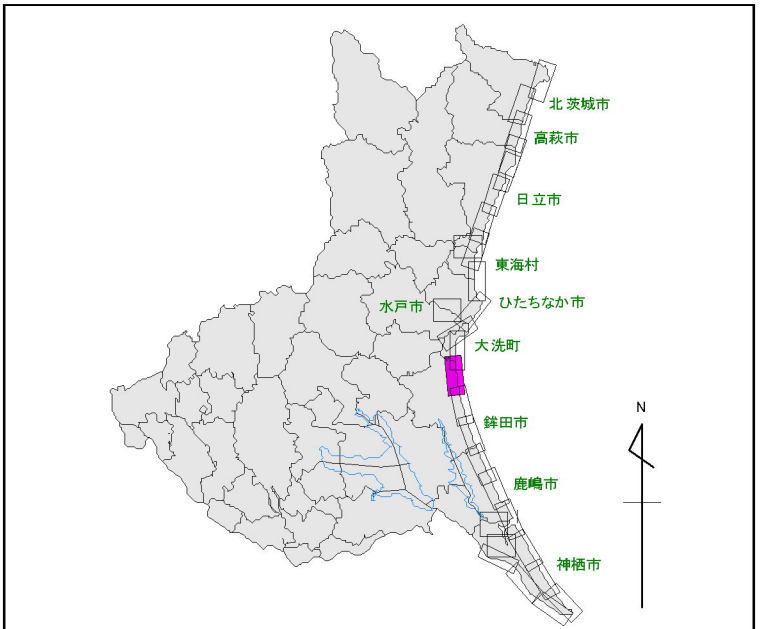 北茨城市
高萩市
日立市
東海村
ひたちなか市
水戸市
大洗町
N
鉾田市
鹿嶋市
神栖市